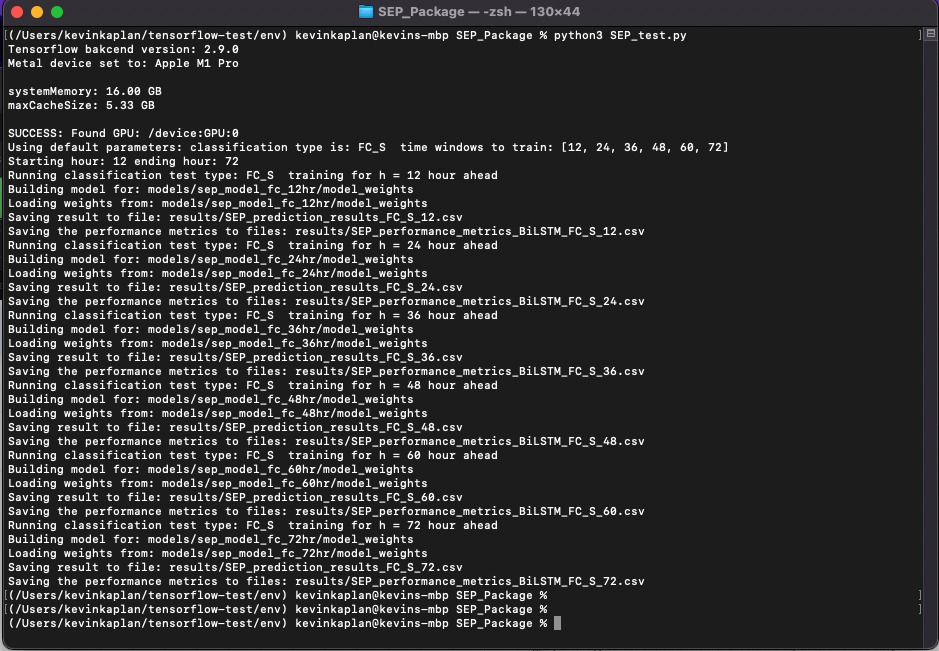 SEP_Package — -zsh — 130×44
[(/Users/kevinkaplan/tensorflow-test/env) kevinkaplan@kevins-mbp SEP_Package % python3 SEP_test.py ]
Tensorflow bakcend version: 2.9.0
Metal device set to: Apple M1 Pro
systemMemory: 16.00 GB
maxCacheSize: 5.33 GB
SUCCESS: Found GPU: /device:GPU:0
Using default parameters: classification type is: FC_S  time windows to train: [12, 24, 36, 48, 60, 72]
Starting hour: 12 ending hour: 72
Running classification test type: FC_S  training for h = 12 hour ahead
Building model for: models/sep_model_fc_12hr/model_weights
Loading weights from: models/sep_model_fc_12hr/model_weights
Saving result to file: results/SEP_prediction_results_FC_S_12.csv
Saving the performance metrics to files: results/SEP_performance_metrics_BiLSTM_FC_S_12.csv
Running classification test type: FC_S  training for h = 24 hour ahead
Building model for: models/sep_model_fc_24hr/model_weights
Loading weights from: models/sep_model_fc_24hr/model_weights
Saving result to file: results/SEP_prediction_results_FC_S_24.csv
Saving the performance metrics to files: results/SEP_performance_metrics_BiLSTM_FC_S_24.csv
Running classification test type: FC_S  training for h = 36 hour ahead
Building model for: models/sep_model_fc_36hr/model_weights
Loading weights from: models/sep_model_fc_36hr/model_weights
Saving result to file: results/SEP_prediction_results_FC_S_36.csv
Saving the performance metrics to files: results/SEP_performance_metrics_BiLSTM_FC_S_36.csv
Running classification test type: FC_S  training for h = 48 hour ahead
Building model for: models/sep_model_fc_48hr/model_weights
Loading weights from: models/sep_model_fc_48hr/model_weights
Saving result to file: results/SEP_prediction_results_FC_S_48.csv
Saving the performance metrics to files: results/SEP_performance_metrics_BiLSTM_FC_S_48.csv
Running classification test type: FC_S  training for h = 60 hour ahead
Building model for: models/sep_model_fc_60hr/model_weights
Loading weights from: models/sep_model_fc_60hr/model_weights
Saving result to file: results/SEP_prediction_results_FC_S_60.csv
Saving the performance metrics to files: results/SEP_performance_metrics_BiLSTM_FC_S_60.csv
Running classification test type: FC_S  training for h = 72 hour ahead
Building model for: models/sep_model_fc_72hr/model_weights
Loading weights from: models/sep_model_fc_72hr/model_weights
Saving result to file: results/SEP_prediction_results_FC_S_72.csv
Saving the performance metrics to files: results/SEP_performance_metrics_BiLSTM_FC_S_72.csv
[(/Users/kevinkaplan/tensorflow-test/env) kevinkaplan@kevins-mbp SEP_Package % ]
[(/Users/kevinkaplan/tensorflow-test/env) kevinkaplan@kevins-mbp SEP_Package % ]
(/Users/kevinkaplan/tensorflow-test/env) kevinkaplan@kevins-mbp SEP_Package %